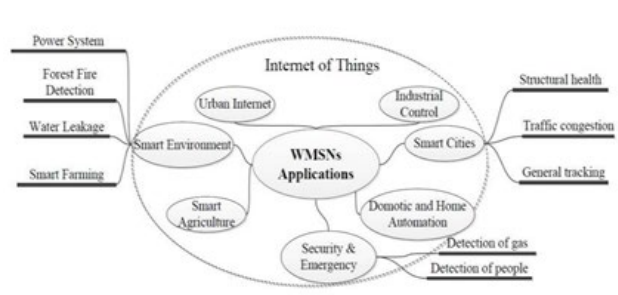 Power System
Forest Fire
Detection
Water Leakage
Smart Farming
Internet of Things
Urban Internet
Industrial
Control
Smart Environment
WMSNs
Applications
Smart Cities
Smart
Agriculture
Domotic and Home
Automation
Security &
Emergency
Structural health
Traffic congestion
General tracking
Detection of gas
Detection of people